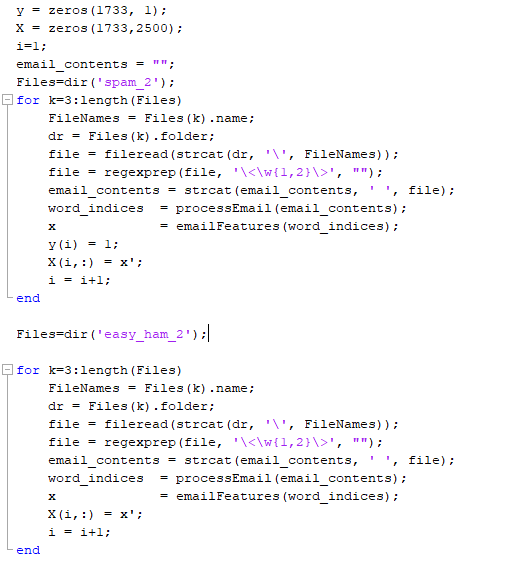 y = zeros(1733, 1);
X = zeros(1733,2500);
i=1;
email_contents = "";
Files=dir('spam_2');
for k=3:length(Files)
    FileNames = Files(k).name;
    dr = Files(k).folder;
    file = fileread(strcat(dr, '\', FileNames));
    file = regexprep(file, '\<\w{1,2}\>', "");
    email_contents = strcat(email_contents, ' ', file);
    word_indices  = processEmail(email_contents);
    x             = emailFeatures(word_indices);
    y(i) = 1;
    X(i,:) = x';
    i = i+1;
end

Files=dir('easy_ham_2');

for k=3:length(Files)
    FileNames = Files(k).name;
    dr = Files(k).folder;
    file = fileread(strcat(dr, '\', FileNames));
    file = regexprep(file, '\<\w{1,2}\>', "");
    email_contents = strcat(email_contents, ' ', file);
    word_indices  = processEmail(email_contents);
    x             = emailFeatures(word_indices);
    X(i,:) = x';
    i = i+1;
end